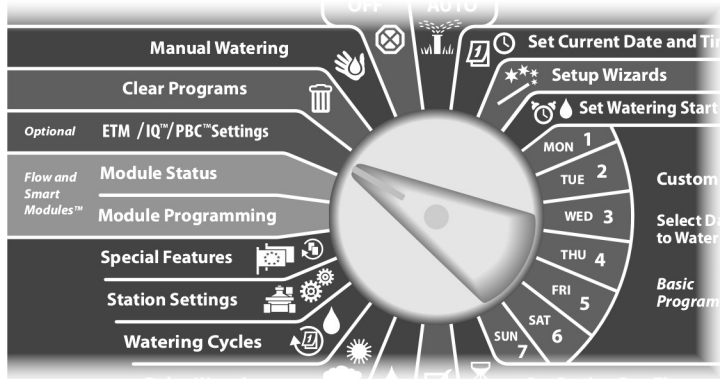 OFF
AUTO
Manual Watering
Clear Programs
Optional
ETM /IQ™/PBC™Settings
Flow and
Smart
Modules™
Module Status
Module Programming
Special Features
Station Settings
Watering Cycles
Set Current Date and
Setup Wizards
Set Watering Start
MON 1
TUE 2
WED 3
THU 4
FRI 5
SAT 6
SUN 7
Custom
Select
to Water
Basic
Program